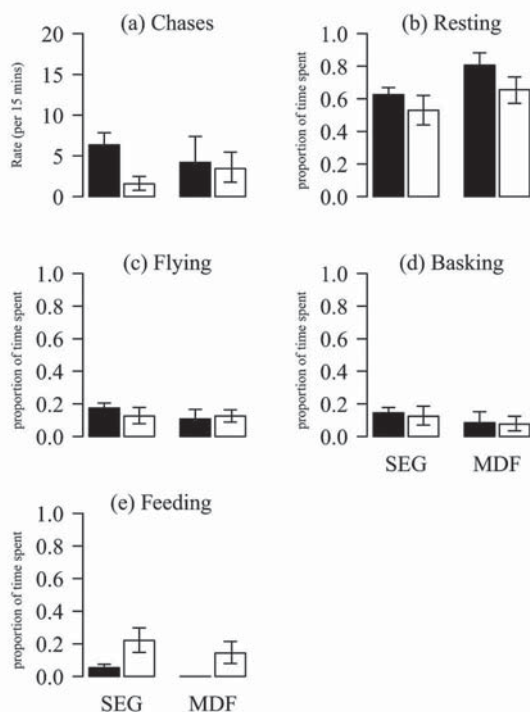 (a) Chases
Rate (per 15 mins)
20
15
10
5
0
(b) Resting
proportion of time spent
1.0
0.8
0.6
0.4
0.2
0.0
(c) Flying
proportion of time spent
1.0
0.8
0.6
0.4
0.2
0.0
(d) Basking
proportion of time spent
1.0
0.8
0.6
0.4
0.2
0.0
SEG MDF
(e) Feeding
proportion of time spent
1.0
0.8
0.6
0.4
0.2
0.0
SEG MDF